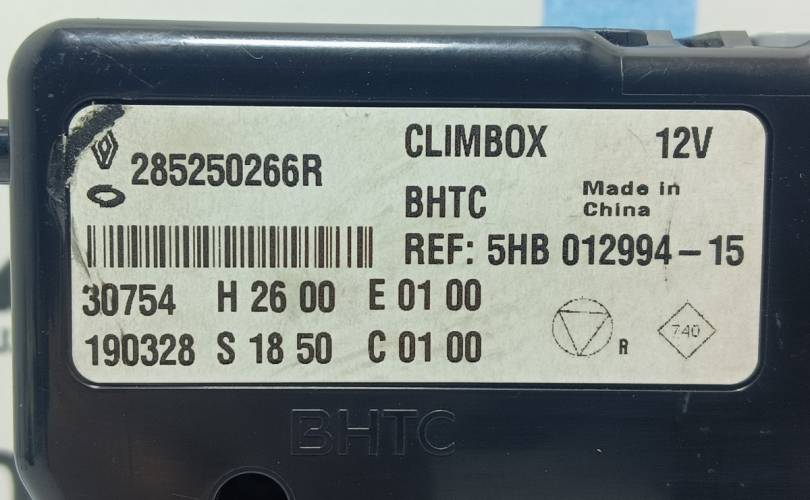 285250266R
CLIMBOX 12V
BHTC
Made in
China
REF: 5HB 012994-15
30754 H 26 00 E 01 00
190328 S 18 50 C 01 00
R
740
BHTC